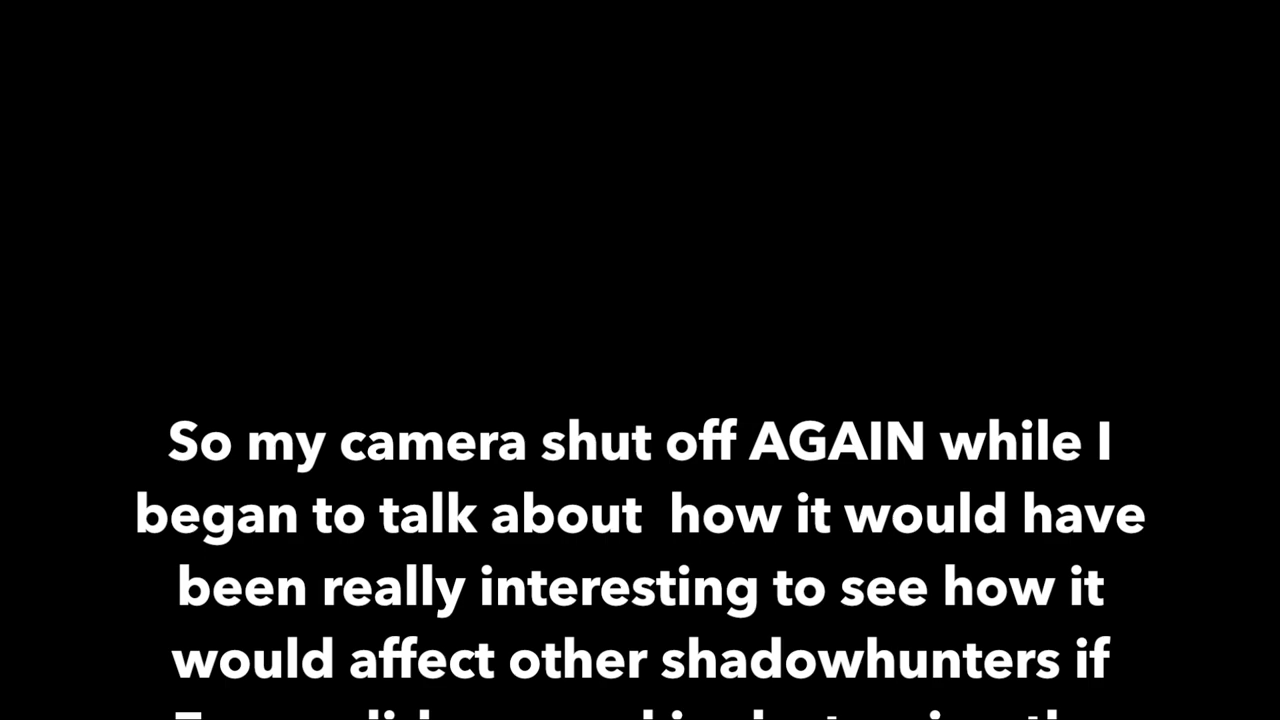 So my camera shut off AGAIN while I
began to talk about  how it would have
been really interesting to see how it
would affect other shadowhunters if